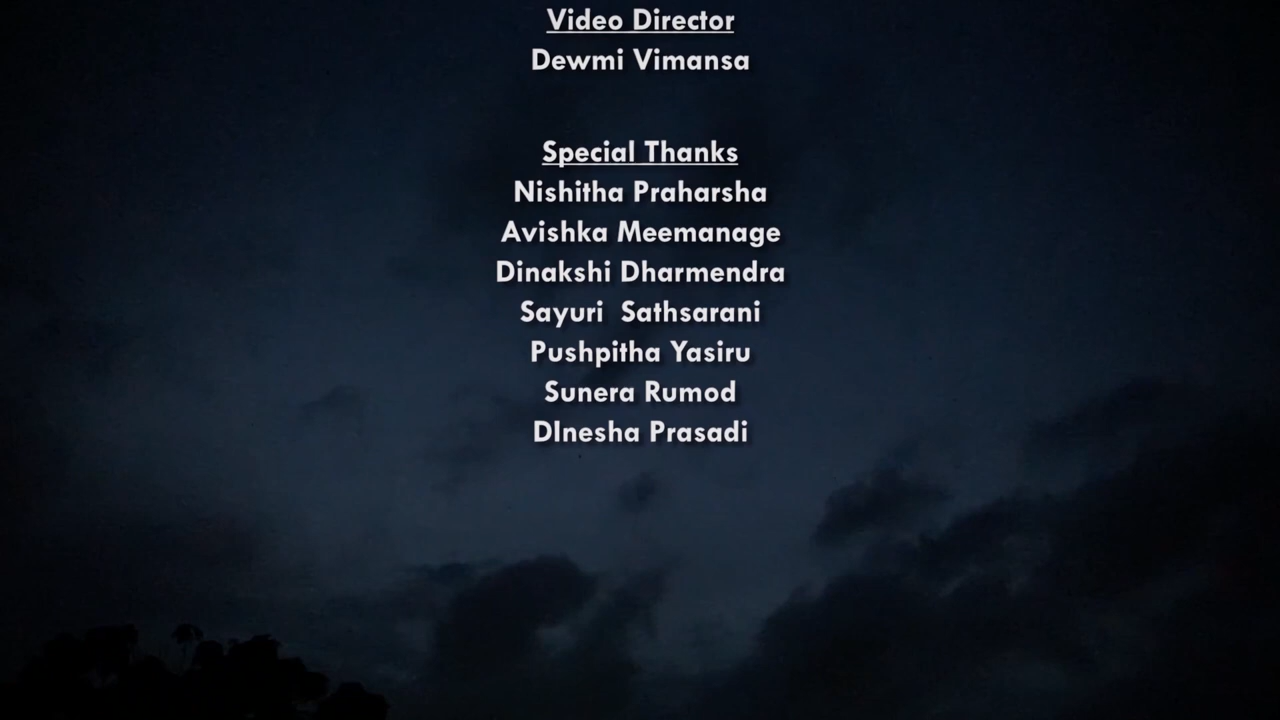 Video Director
Dewmi Vimansa
Special Thanks
Nishitha Praharsha
Avishka Meemanage
Dinakshi Dharmendra
Sayuri  Sathsarani
Pushpitha Yasiru
Sunera Rumod
DInesha Prasadi